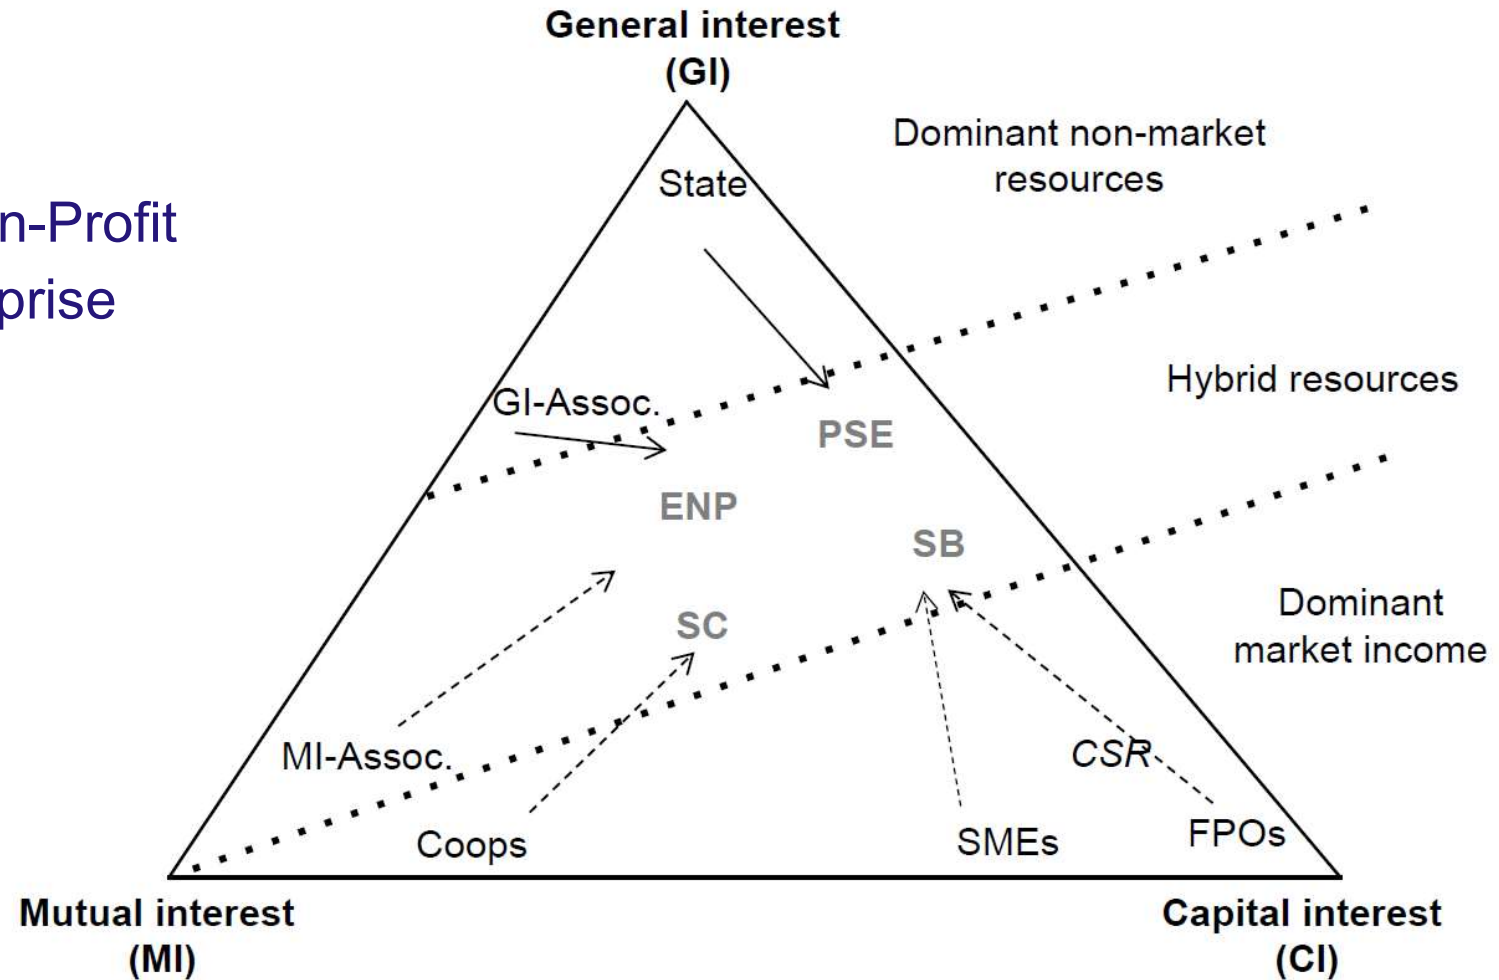 General interest
(GI)
Dominant non-market
resources
State
n-Profit
prise
Hybrid resources
GI-Assoc.
PSE
ENP
SB
Dominant
market income
SC
MI-Assoc.
CSR
Coops
SMEs
FPOs
Mutual interest
(MI)
Capital interest
(CI)